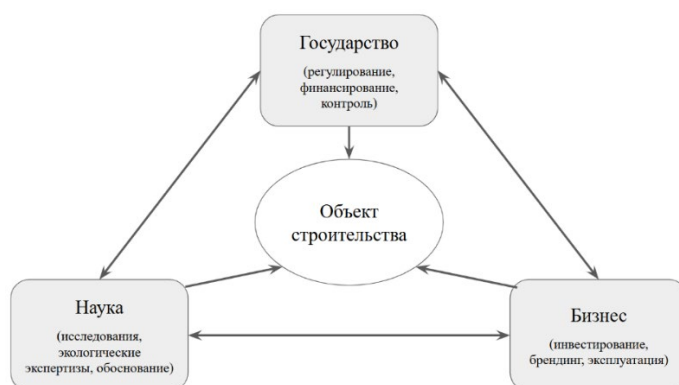 Государство
(регулирование,
финансирование,
контроль)
Объект
строительства
Наука
(исследования,
экологические
экспертизы, обоснование)
Бизнес
(инвестирование,
брендинг, эксплуатация)